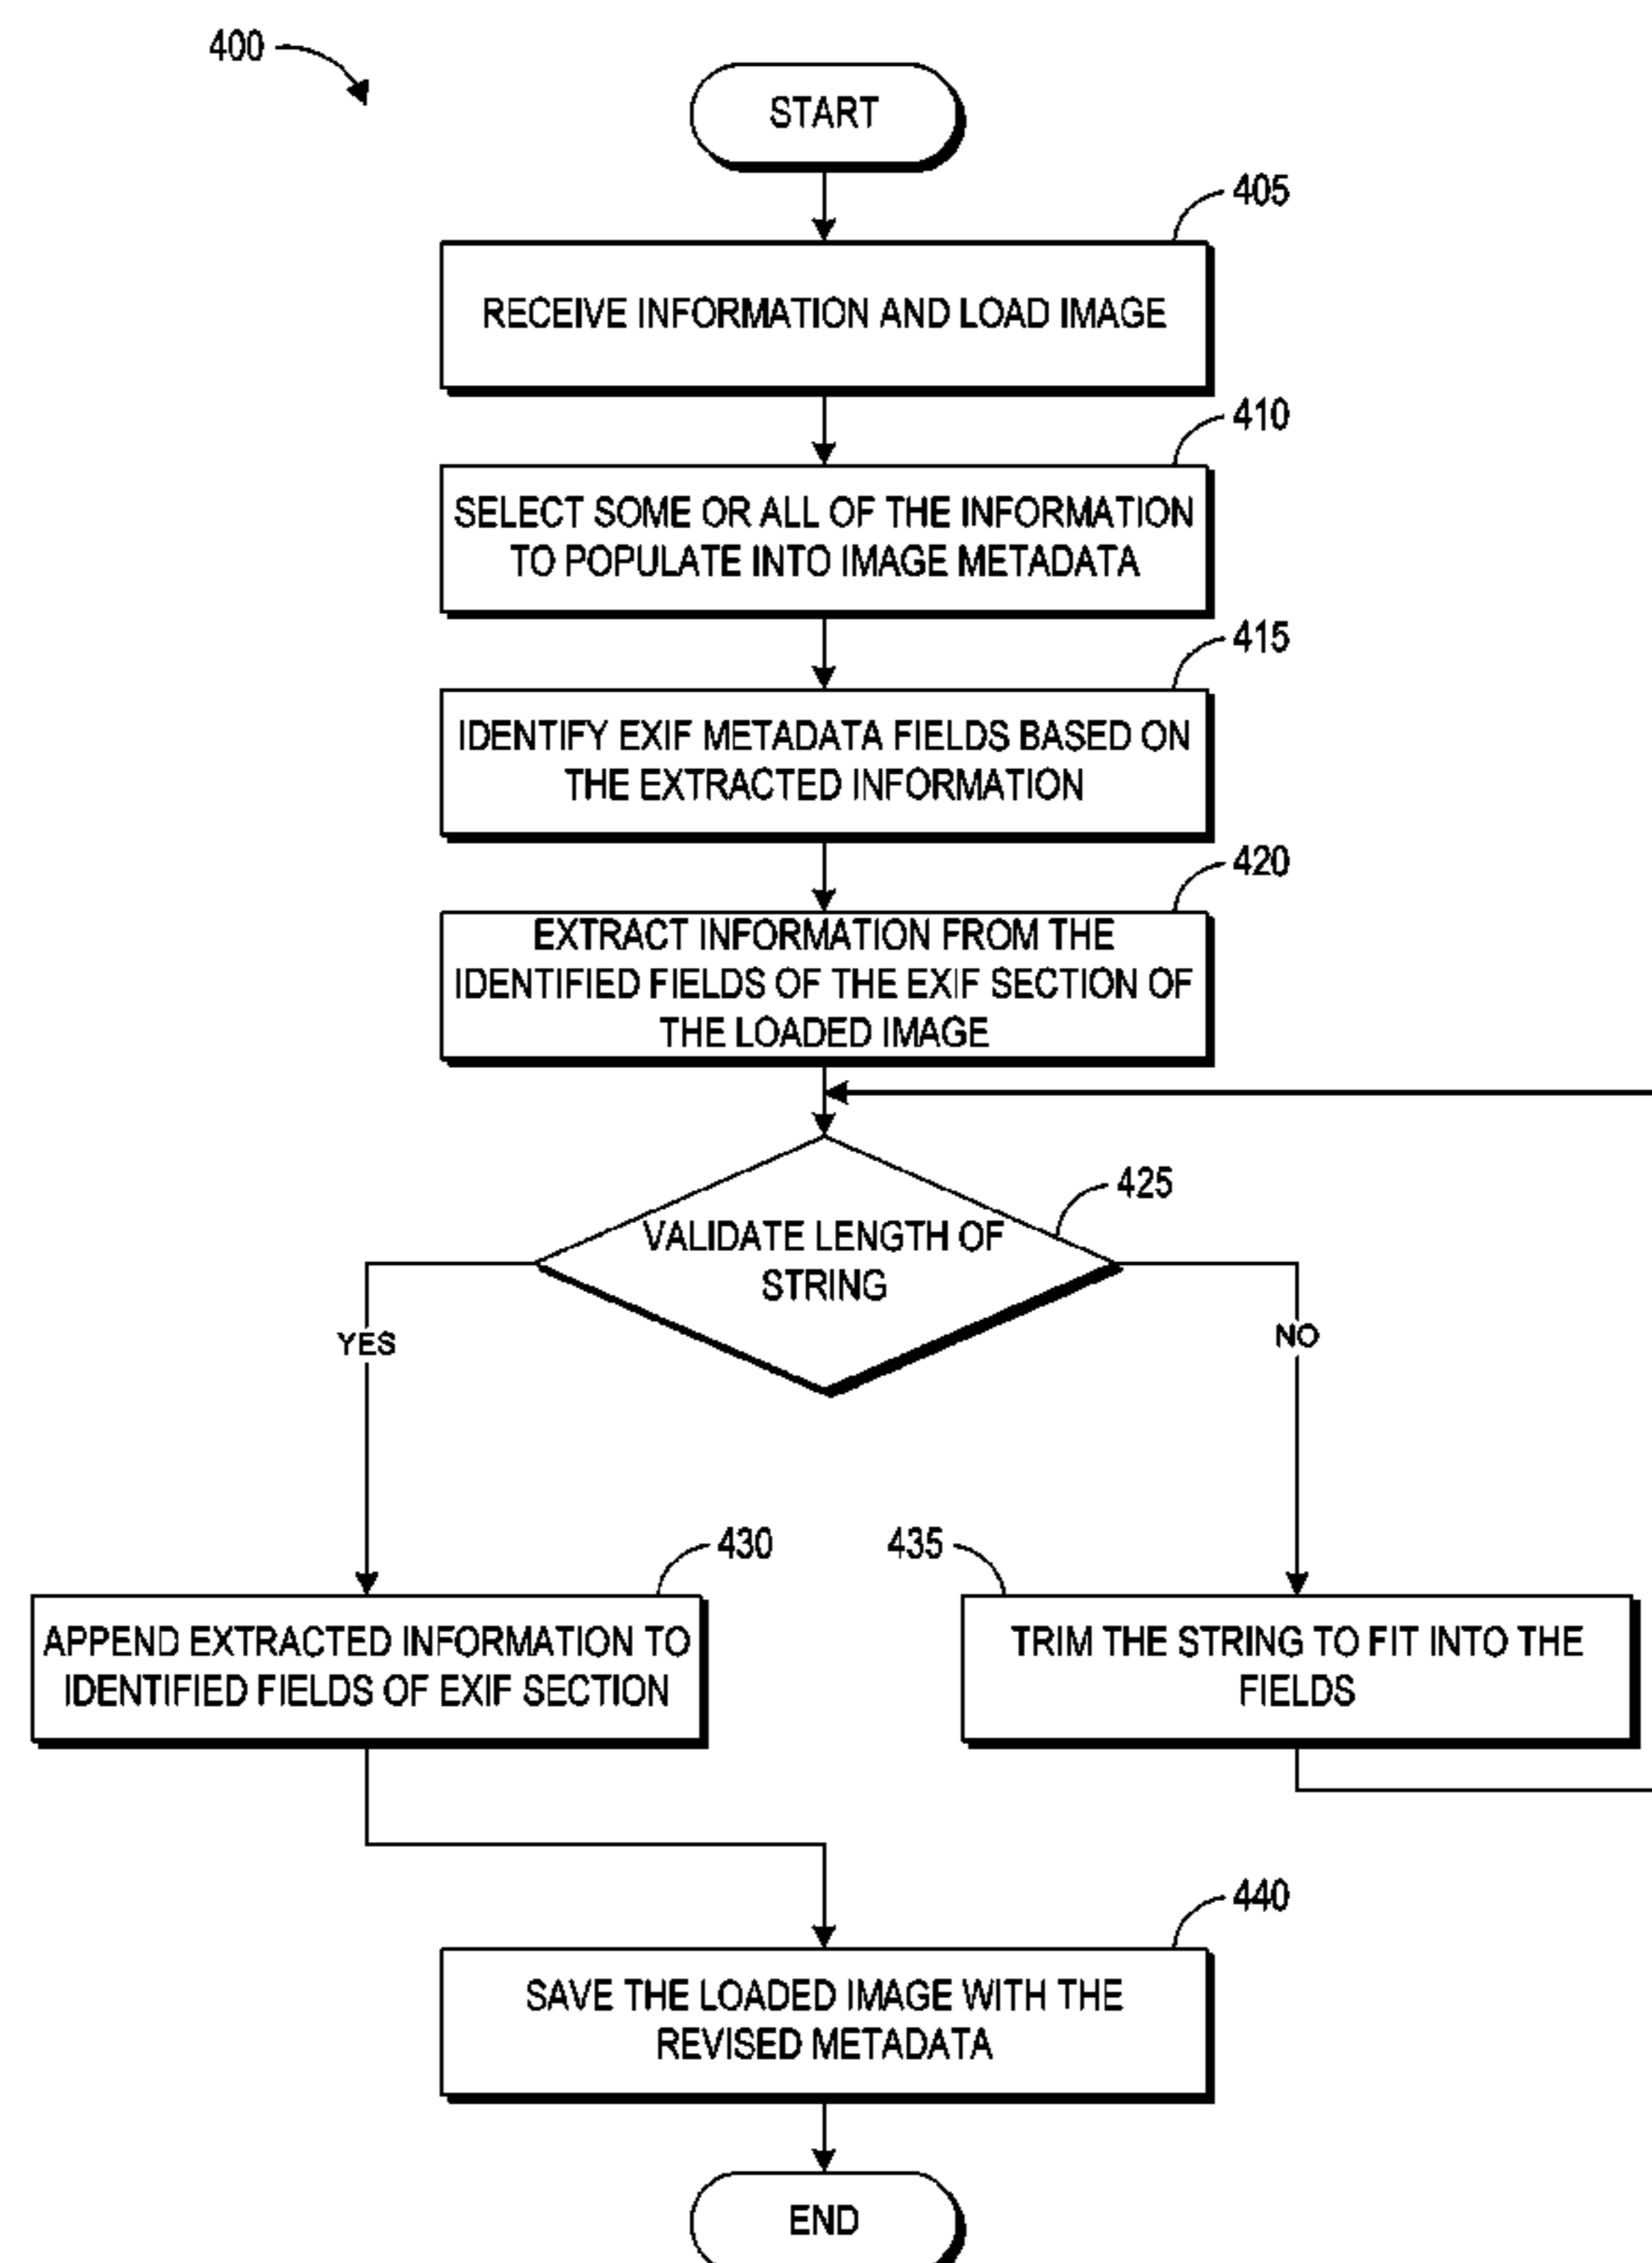 400
START
405
RECEIVE INFORMATION AND LOAD IMAGE
410
SELECT SOME OR ALL OF THE INFORMATION
TO POPULATE INTO IMAGE METADATA
415
IDENTIFY EXIF METADATA FIELDS BASED ON
THE EXTRACTED INFORMATION
420
EXTRACT INFORMATION FROM THE
IDENTIFIED FIELDS OF THE EXIF SECTION OF
THE LOADED IMAGE
425
VALIDATE LENGTH OF
STRING
YES
NO
430
APPEND EXTRACTED INFORMATION TO
IDENTIFIED FIELDS OF EXIF SECTION
435
TRIM THE STRING TO FIT INTO THE
FIELDS
440
SAVE THE LOADED IMAGE WITH THE
REVISED METADATA
END